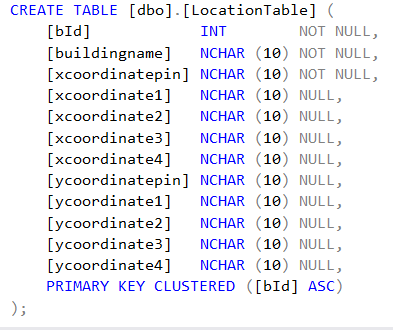 CREATE TABLE [dbo].[LocationTable] (
    [bId]            INT         NOT NULL,
    [buildingname]   NCHAR (10) NOT NULL,
    [xcoordinatepin] NCHAR (10) NOT NULL,
    [xcoordinate1]   NCHAR (10) NULL,
    [xcoordinate2]   NCHAR (10) NULL,
    [xcoordinate3]   NCHAR (10) NULL,
    [xcoordinate4]   NCHAR (10) NULL,
    [ycoordinatepin] NCHAR (10) NULL,
    [ycoordinate1]   NCHAR (10) NULL,
    [ycoordinate2]   NCHAR (10) NULL,
    [ycoordinate3]   NCHAR (10) NULL,
    [ycoordinate4]   NCHAR (10) NULL,
    PRIMARY KEY CLUSTERED ([bId] ASC)
);